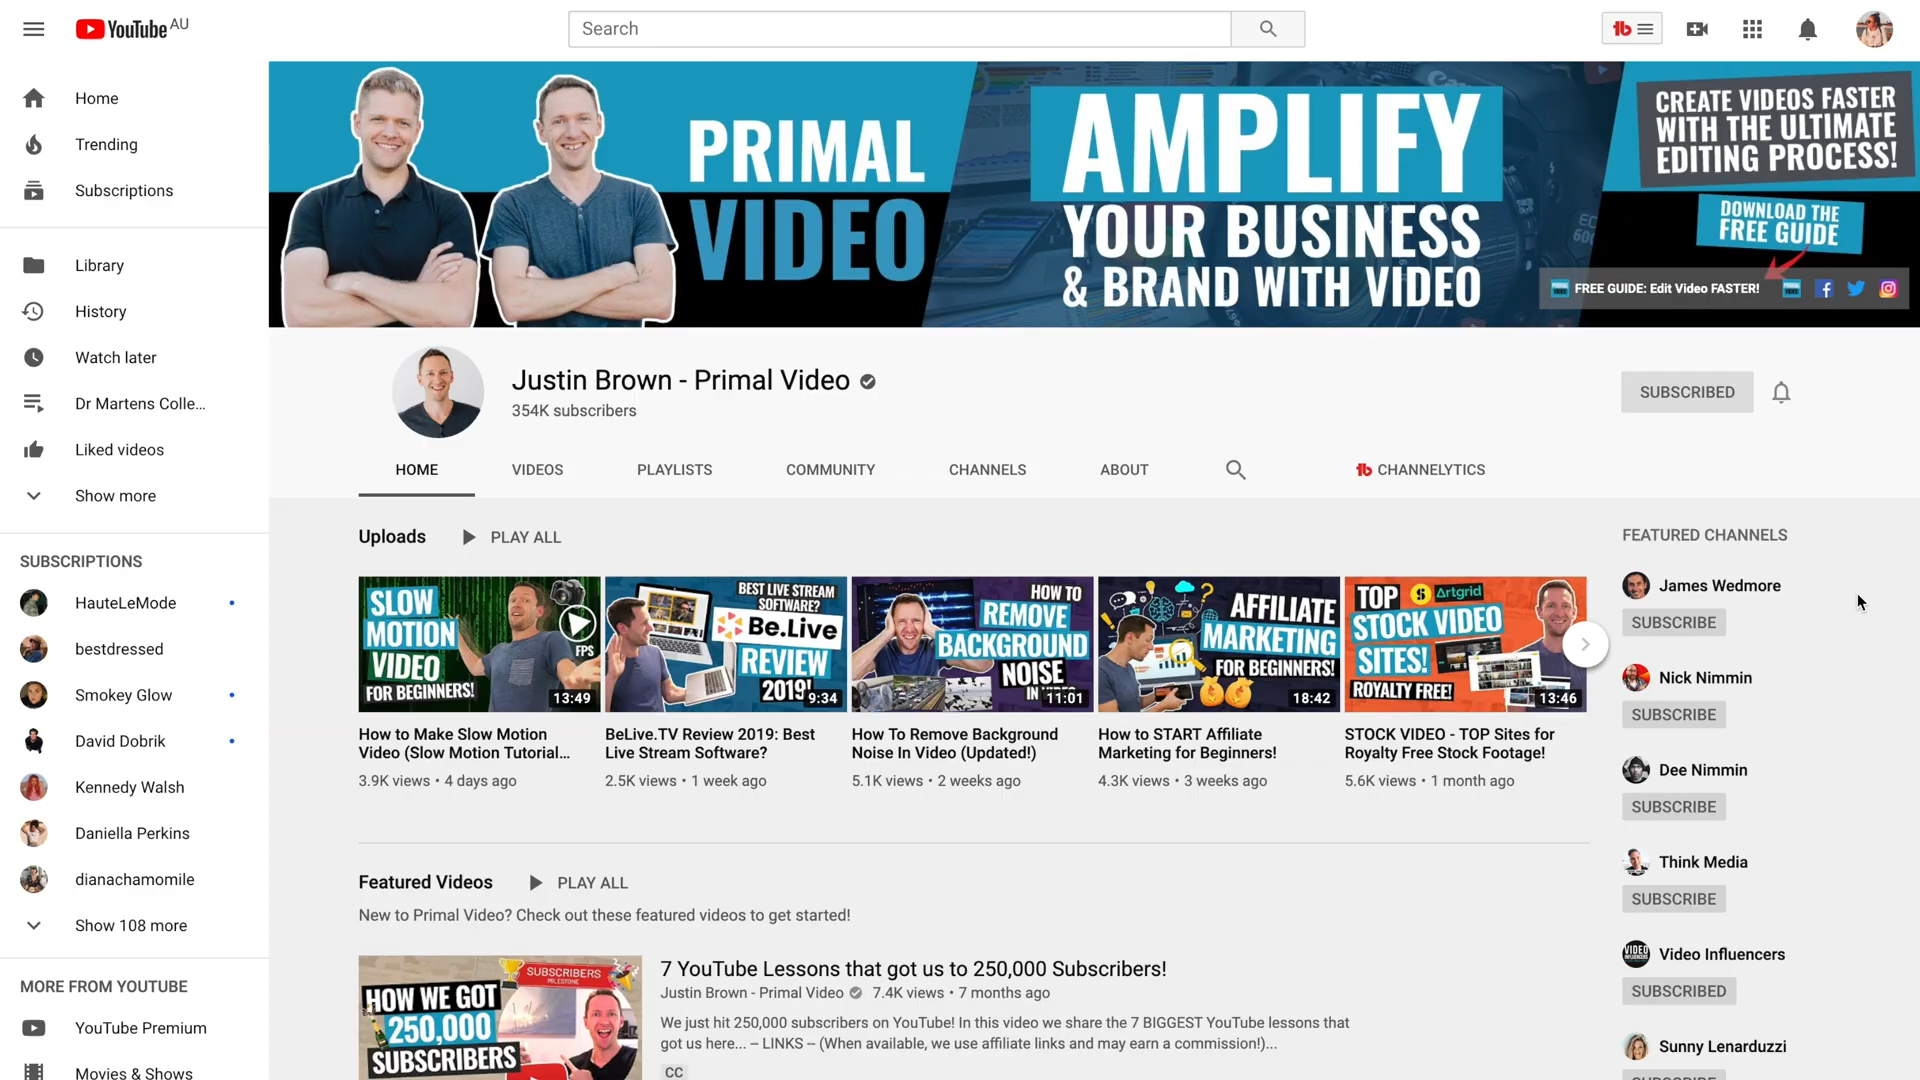 YouTube AU
Search
Home
Trending
Subscriptions
Library
History
Watch later
Dr Martens Colle...
Liked videos
Show more
SUBSCRIPTIONS
HauteLeMode
bestdressed
Smokey Glow
David Dobrik
Kennedy Walsh
Daniella Perkins
dianachamomile
Show 108 more
MORE FROM YOUTUBE
YouTube Premium
Movies & Shows
PRIMAL
VIDEO
AMPLIFY
YOUR BUSINESS
& BRAND WITH VIDEO
CREATE VIDEOS FASTER
WITH THE ULTIMATE
EDITING PROCESS!
DOWNLOAD THE
FREE GUIDE
FREE GUIDE: Edit Video FASTER!
Justin Brown - Primal Video
354K subscribers
SUBSCRIBED
HOME VIDEOS PLAYLISTS COMMUNITY CHANNELS ABOUT CHANNELYTICS
Uploads PLAY ALL
SLOW
MOTION
VIDEO
FOR BEGINNERS!
FPS
13:49
How to Make Slow Motion
Video (Slow Motion Tutorial...
3.9K views • 4 days ago
BEST LIVE STREAM
SOFTWARE?
Be.Live
REVIEW
2019!
9:34
BeLive.TV Review 2019: Best
Live Stream Software?
2.5K views • 1 week ago
HOW TO
REMOVE
BACKGROUND
NOISE
IN VIDEO
11:01
How To Remove Background
Noise In Video (Updated!)
5.1K views • 2 weeks ago
AFFILIATE
MARKETING
FOR BEGINNERS!
18:42
How to START Affiliate
Marketing for Beginners!
4.3K views • 3 weeks ago
TOP
Artgrid
STOCK VIDEO
SITES!
ROYALTY FREE!
13:46
STOCK VIDEO - TOP Sites for
Royalty Free Stock Footage!
5.6K views • 1 month ago
Featured Videos PLAY ALL
New to Primal Video? Check out these featured videos to get started!
SUBSCRIBERS
MILESTONE
HOW WE GOT
250,000
SUBSCRIBERS
7 YouTube Lessons that got us to 250,000 Subscribers!
Justin Brown - Primal Video 7.4K views • 7 months ago
We just hit 250,000 subscribers on YouTube! In this video we share the 7 BIGGEST YouTube lessons that
got us here... -- LINKS -- (When available, we use affiliate links and may earn a commission!)...
CC
FEATURED CHANNELS
James Wedmore
SUBSCRIBE
Nick Nimmin
SUBSCRIBE
Dee Nimmin
SUBSCRIBE
Think Media
SUBSCRIBE
Video Influencers
SUBSCRIBED
Sunny Lenarduzzi
SUBSCRIBE